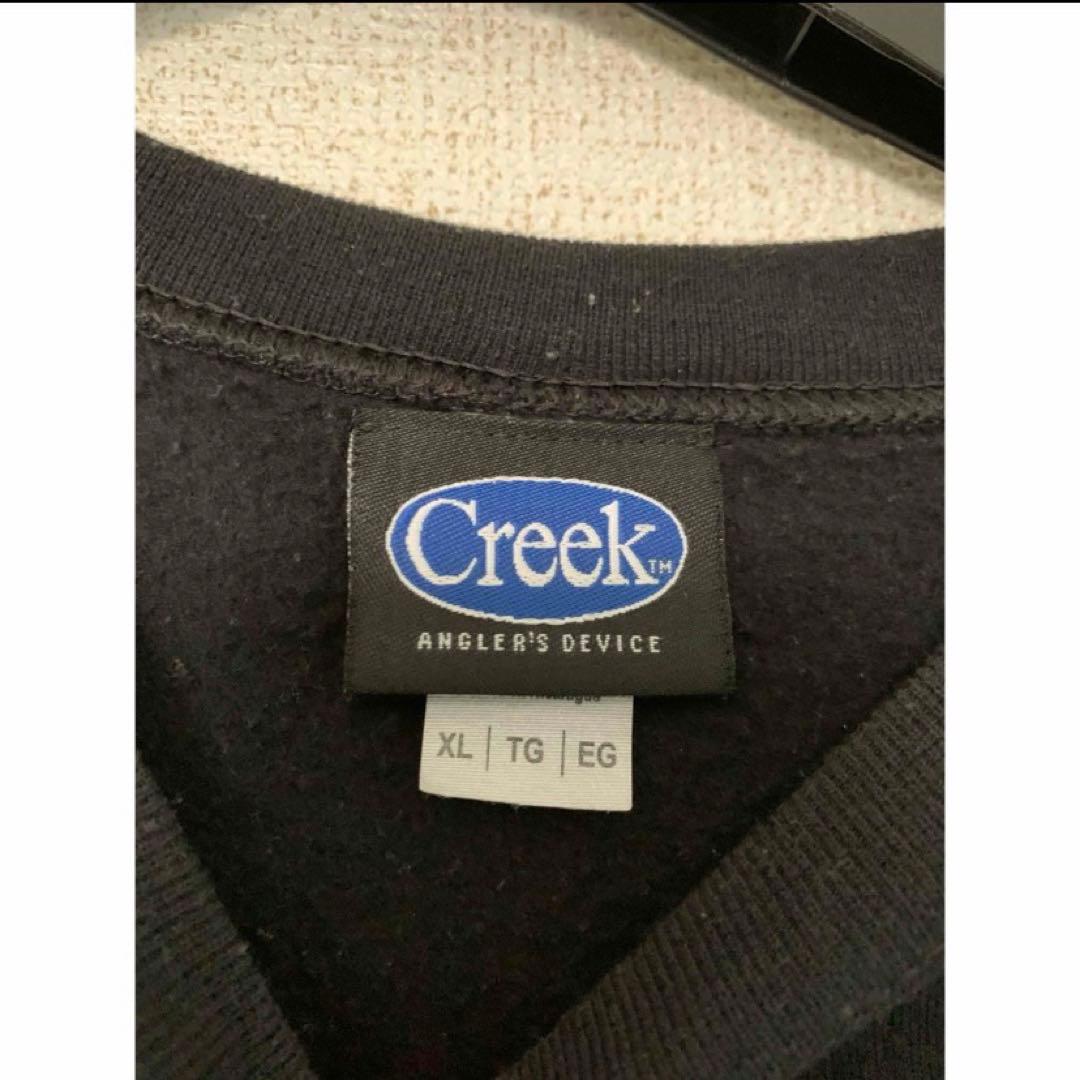 Creek™
ANGLER'S DEVICE
XL | TG | EG